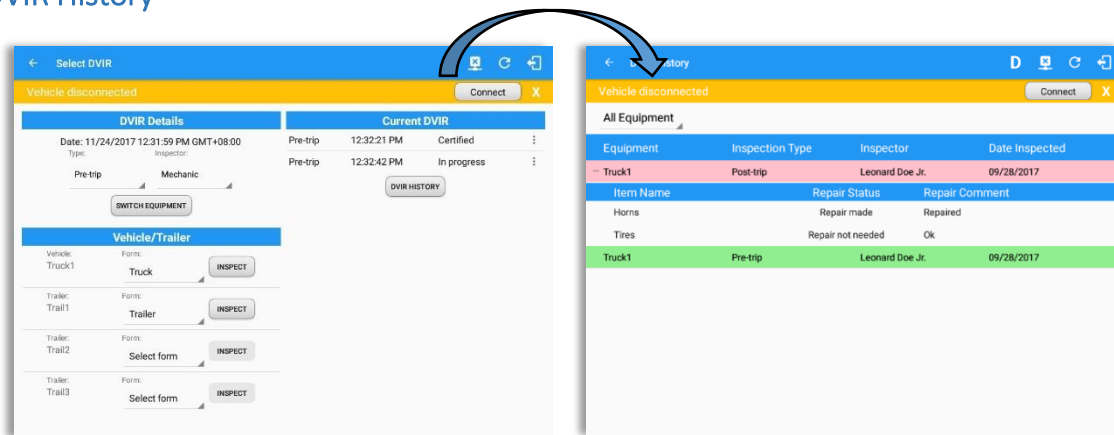 DVIR History
Select DVIR
Vehicle disconnected
Connect X
DVIR Details
Date: 11/24/2017 12:31:59 PM GMT+08:00
Type: Inspector:
Pre-trip Mechanic
SWITCH EQUIPMENT
Vehicle/Trailer
Vehicle: Form:
Truck1 Truck INSPECT
Trailer: Form:
Trail1 Trailer INSPECT
Trailer: Form:
Trail2 Select form INSPECT
Trailer: Form:
Trail3 Select form INSPECT
Current DVIR
Pre-trip 12:32:21 PM Certified
Pre-trip 12:32:42 PM In progress
DVIR HISTORY
History D
Vehicle disconnected
Connect X
All Equipment
Equipment Inspection Type Inspector Date Inspected
Truck1 Post-trip Leonard Doe Jr. 09/28/2017
Item Name Repair Status Repair Comment
Horns Repair made Repaired
Tires Repair not needed Ok
Truck1 Pre-trip Leonard Doe Jr. 09/28/2017